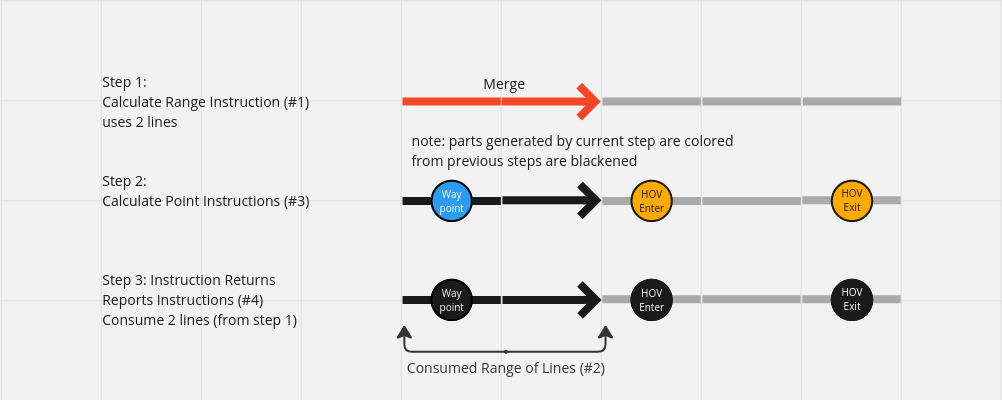 Step 1:
Calculate Range Instruction (#1)
uses 2 lines
Merge
note: parts generated by current step are colored
from previous steps are blackened
Step 2:
Calculate Point Instructions (#3)
Way
point
HOV
Enter
HOV
Exit
Step 3: Instruction Returns
Reports Instructions (#4)
Consume 2 lines (from step 1)
Way
point
HOV
Enter
HOV
Exit
Consumed Range of Lines (#2)